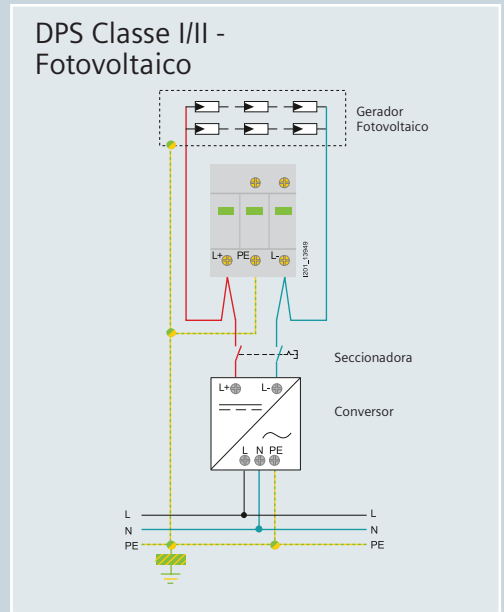 DPS Classe I/II -
Fotovoltaico
Gerador
Fotovoltaico
L+ PE L-
I201_13949
Seccionadora
L+ L-
Conversor
L N PE
L L
N N
PE PE